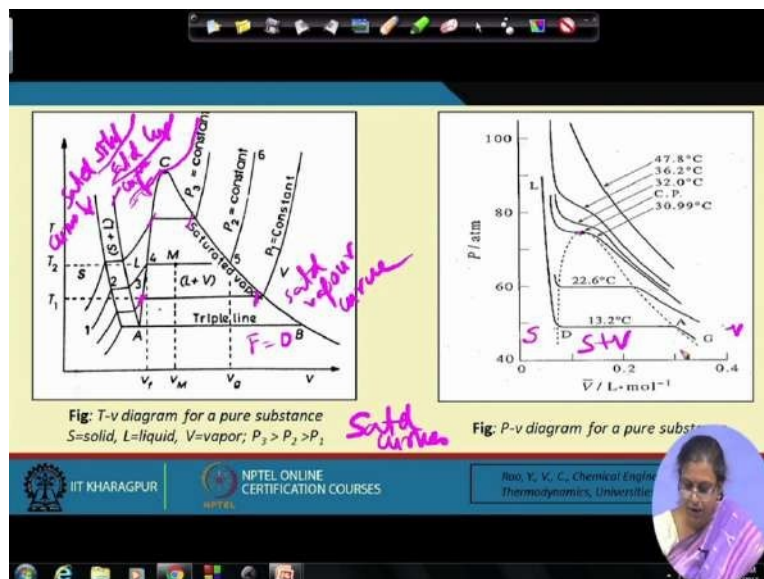 satd solid
curve
satd liq
curve
C
P₃ = constant
6
P₂ = constant
P₁=Constant
(S+L)
Saturated vapor
T
T₂
T₁
S
L
4
M
5
2
3
(L+V)
V
1
A
Triple line
B
F=0
satd
vapour
curve
Vf
VM
Vg
V
Fig: T-v diagram for a pure substance
S=solid, L=liquid, V=vapor; P₃ > P₂ >P₁
Satd
curves
100
80
60
40
P/atm
L
47.8°C
36.2°C
32.0°C
C.P.
30.99°C
22.6°C
13.2°C
A
D
G
S
S+V
V
0
0.2
0.4
V̄ / L·mol⁻¹
Fig: P-v diagram for a pure
IIT KHARAGPUR
NPTEL
NPTEL ONLINE
CERTIFICATION COURSES
Rao, Y., V., C., Chemical
Thermodynamics, Universities